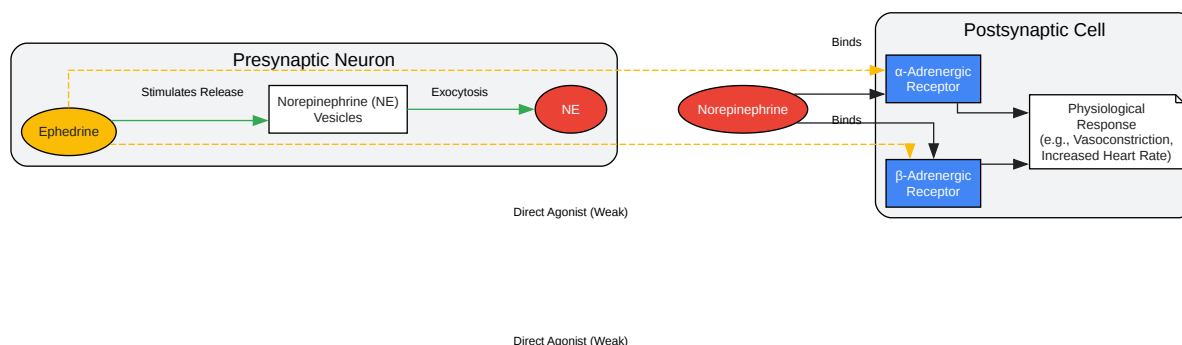 Presynaptic Neuron
Ephedrine
Stimulates Release
Norepinephrine (NE)
Vesicles
Exocytosis
NE
Norepinephrine
Binds
Binds
Postsynaptic Cell
α-Adrenergic
Receptor
β-Adrenergic
Receptor
Physiological
Response
(e.g., Vasoconstriction,
Increased Heart Rate)
Direct Agonist (Weak)
Direct Agonist (Weak)